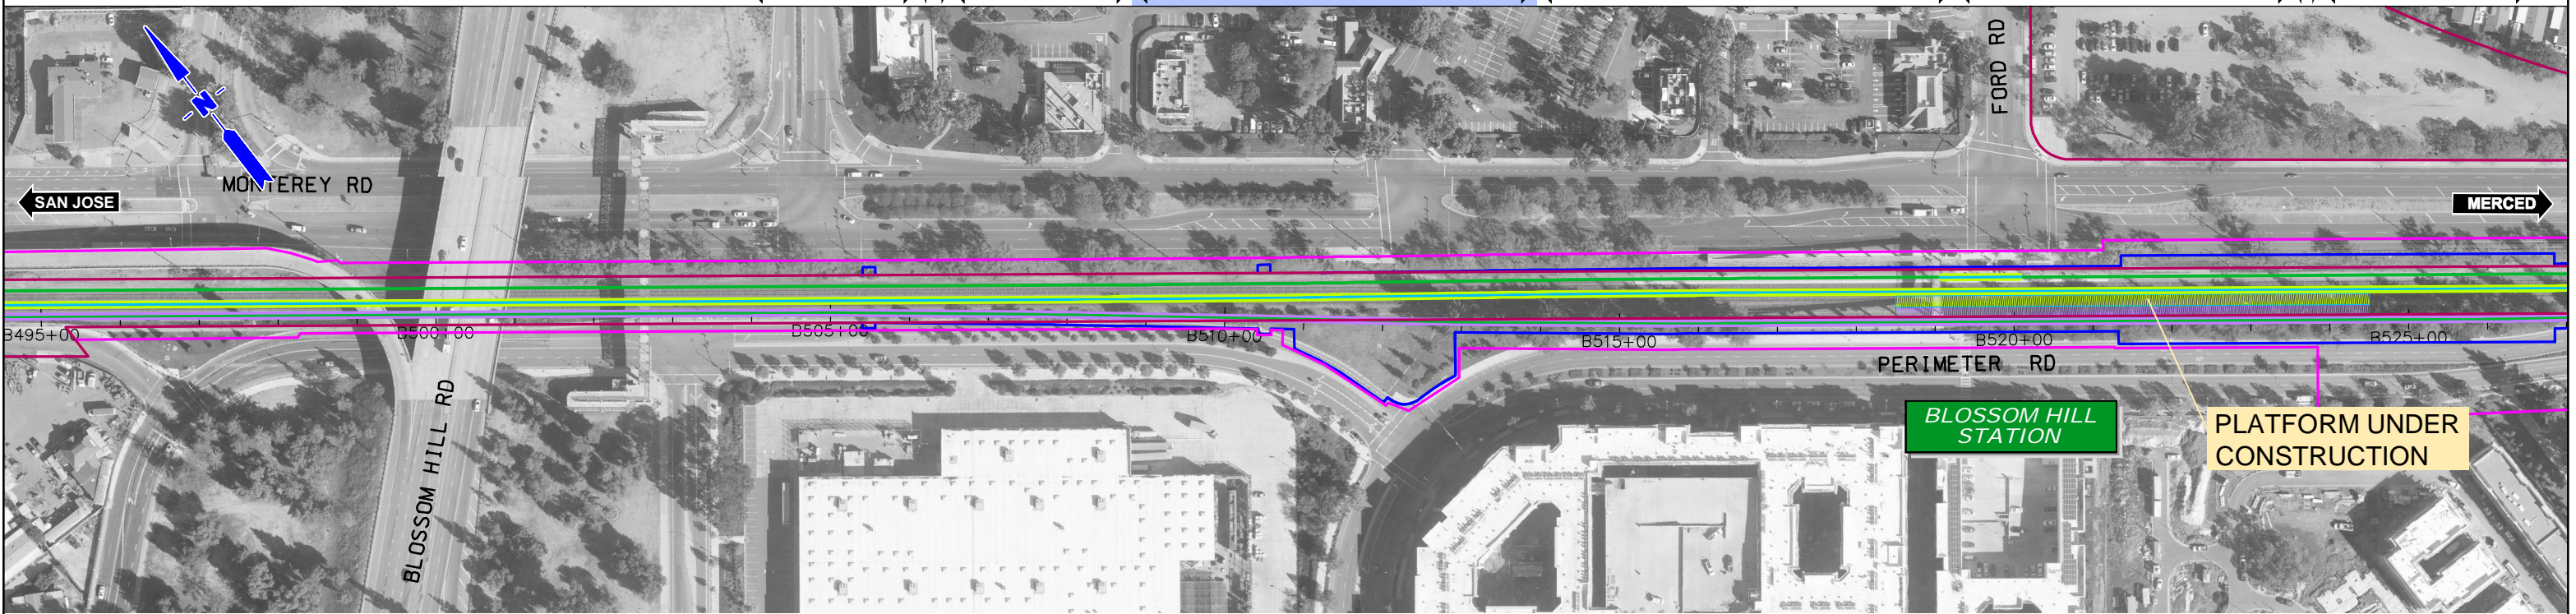 FORD RD
N
MONTEREY RD
SAN JOSE
MERCED
B495+00
B500+00
B505+00
B510+00
B515+00
B520+00
B525+00
PERIMETER RD
BLOSSOM HILL RD
BLOSSOM HILL
STATION
PLATFORM UNDER
CONSTRUCTION